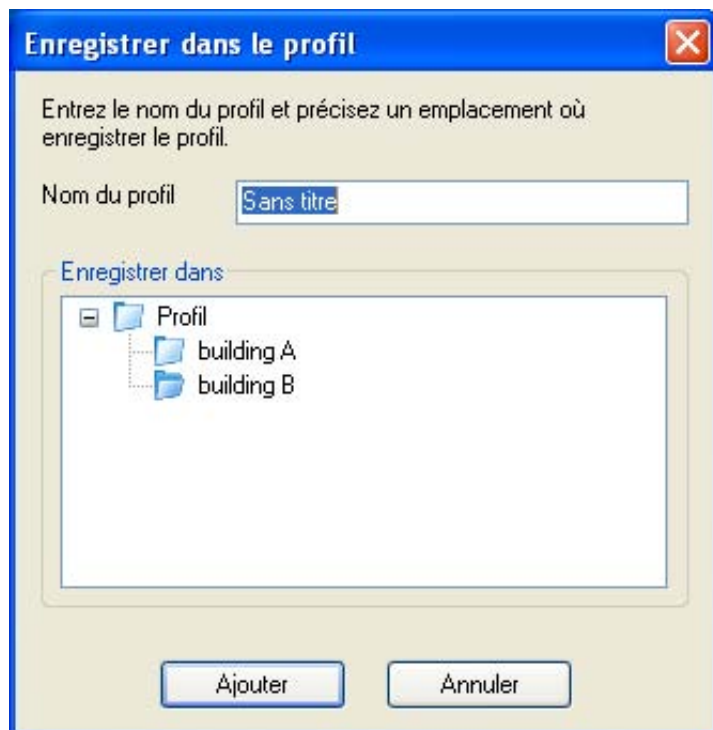 Enregistrer dans le profil
Entrez le nom du profil et précisez un emplacement où
enregistrer le profil.
Nom du profil
Sans titre
Enregistrer dans
Profil
building A
building B
Ajouter
Annuler